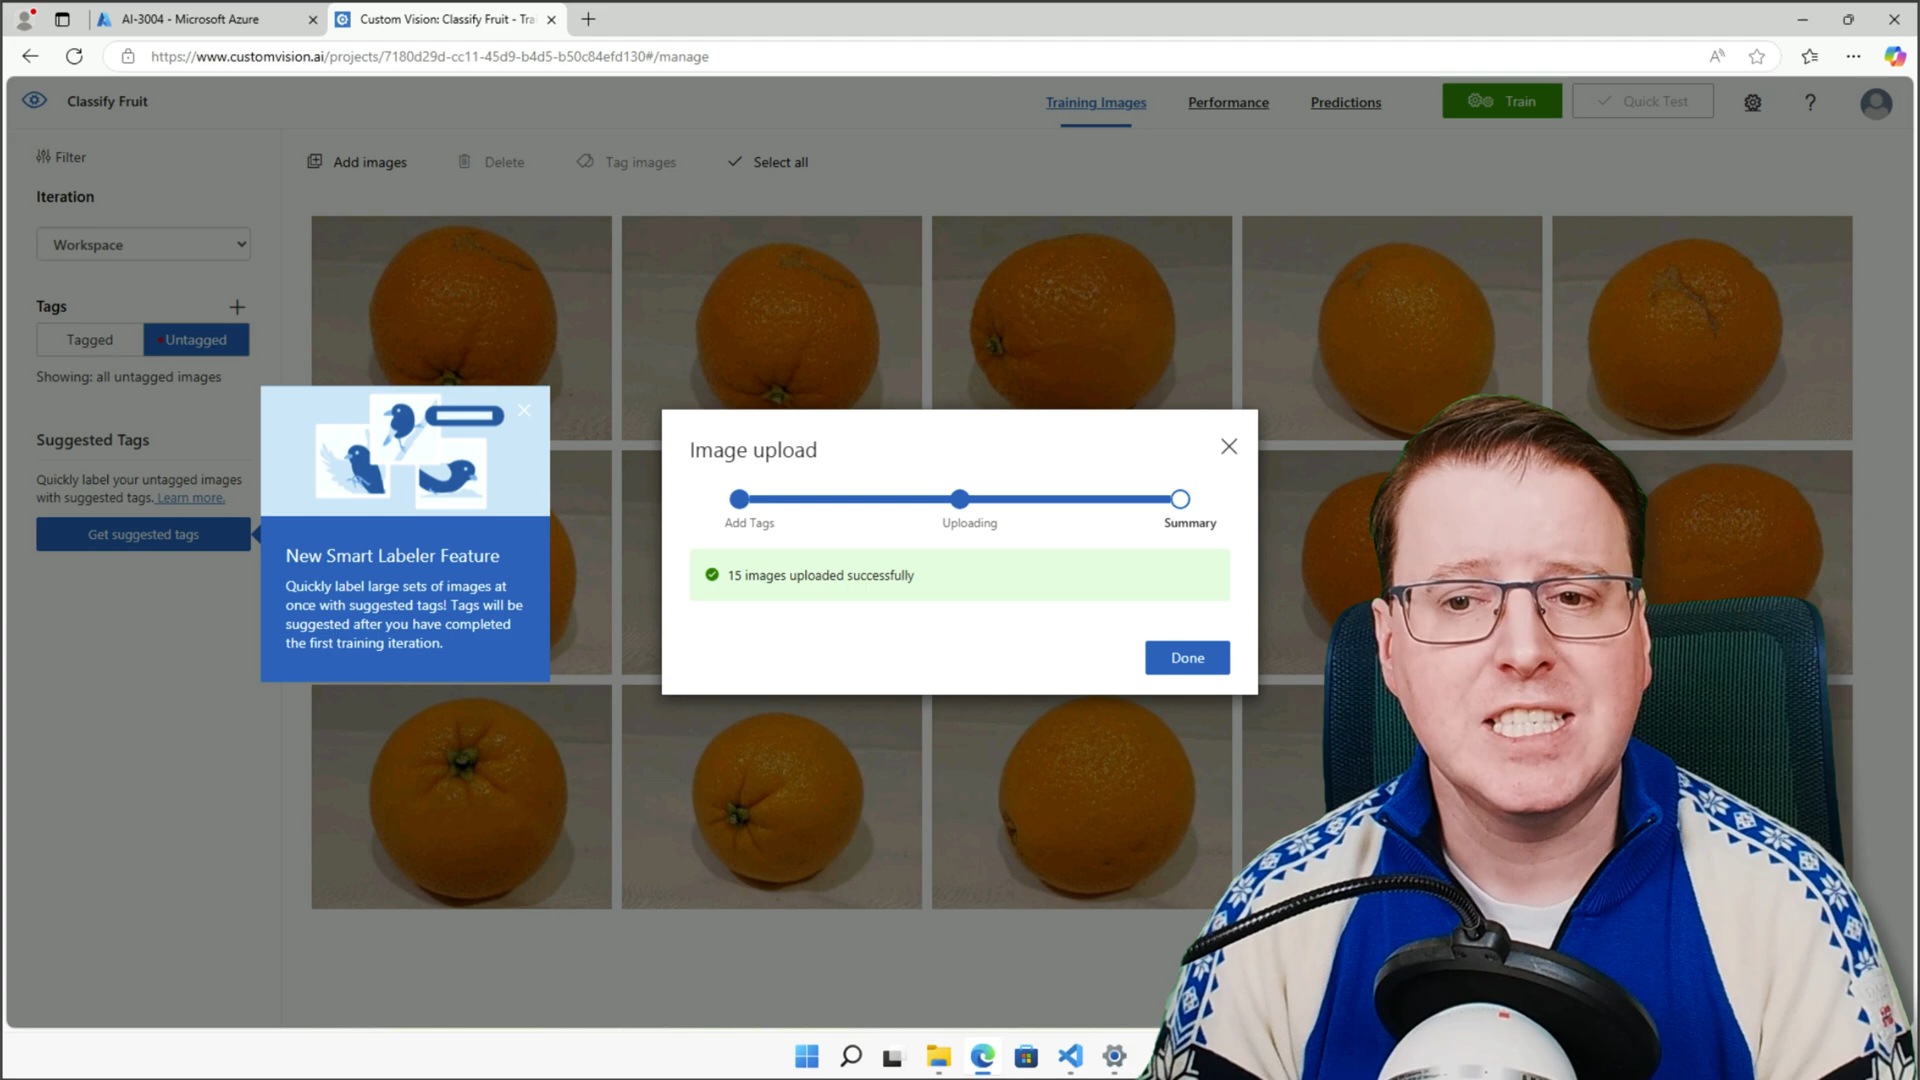 AI-3004 - Microsoft Azure
Custom Vision: Classify Fruit - Tra
https://www.customvision.ai/projects/7180d29d-cc11-45d9-b4d5-b50c84efd130#/manage
Classify Fruit
Training Images
Performance
Predictions
Train
Quick Test
?
Filter
Add images
Delete
Tag images
Select all
Iteration
Workspace
Tags
Tagged
Untagged
Showing: all untagged images
Suggested Tags
Quickly label your untagged images
with suggested tags. Learn more.
Get suggested tags
New Smart Labeler Feature
Quickly label large sets of images at
once with suggested tags! Tags will be
suggested after you have completed
the first training iteration.
Image upload
Add Tags
Uploading
Summary
15 images uploaded successfully
Done